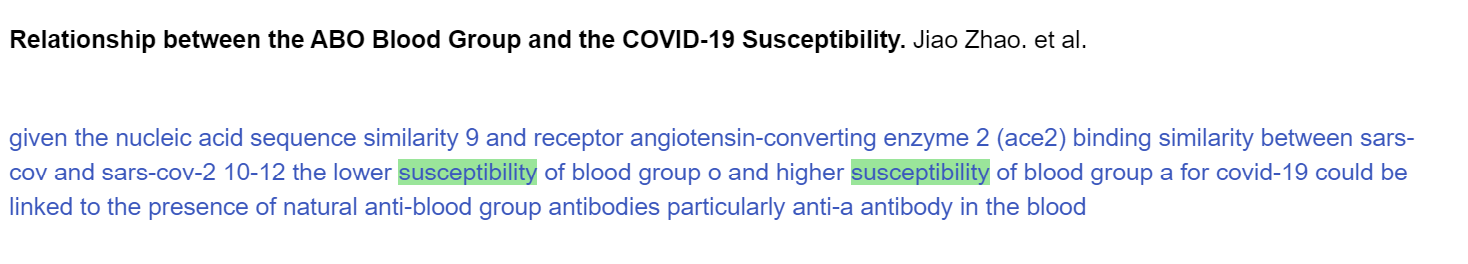 Relationship between the ABO Blood Group and the COVID-19 Susceptibility. Jiao Zhao. et al.
given the nucleic acid sequence similarity 9 and receptor angiotensin-converting enzyme 2 (ace2) binding similarity between sars-
cov and sars-cov-2 10-12 the lower susceptibility of blood group o and higher susceptibility of blood group a for covid-19 could be
linked to the presence of natural anti-blood group antibodies particularly anti-a antibody in the blood